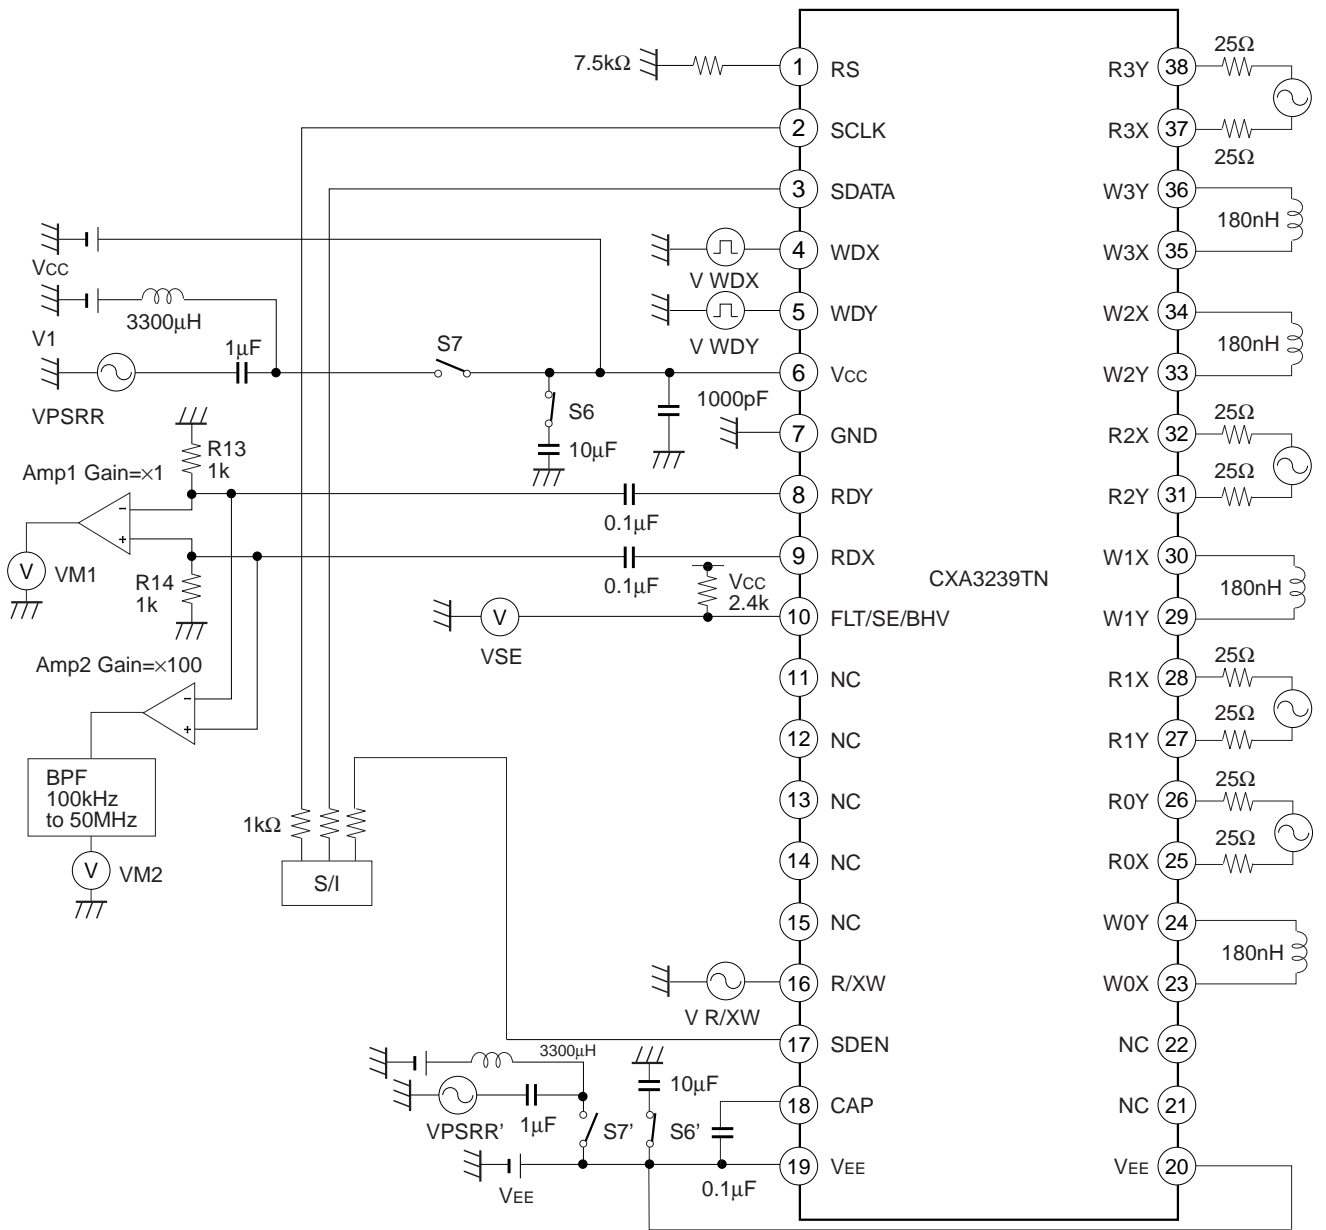 7.5kΩ
1 RS
2 SCLK
3 SDATA
VCC
V WDX
4 WDX
3300μH
V1
V WDY
5 WDY
1μF
S7
VPSRR
S6
10μF
1000pF
6 VCC
7 GND
R13
1k
Amp1 Gain=×1
0.1μF
8 RDY
V VM1
R14
1k
0.1μF
9 RDX
VCC
2.4k
V
VSE
10 FLT/SE/BHV
Amp2 Gain=×100
11 NC
12 NC
BPF
100kHz
to 50MHz
V VM2
1kΩ
S/I
13 NC
14 NC
15 NC
V R/XW
16 R/XW
17 SDEN
3300μH
10μF
VPSRR'
1μF
S7'
S6'
18 CAP
VEE
0.1μF
19 VEE
CXA3239TN
- +
- +
R3Y 38
25Ω
R3X 37
25Ω
W3Y 36
180nH
W3X 35
W2X 34
180nH
W2Y 33
R2X 32
25Ω
R2Y 31
25Ω
W1X 30
180nH
W1Y 29
R1X 28
25Ω
R1Y 27
25Ω
R0Y 26
25Ω
R0X 25
25Ω
W0Y 24
180nH
W0X 23
NC 22
NC 21
VEE 20